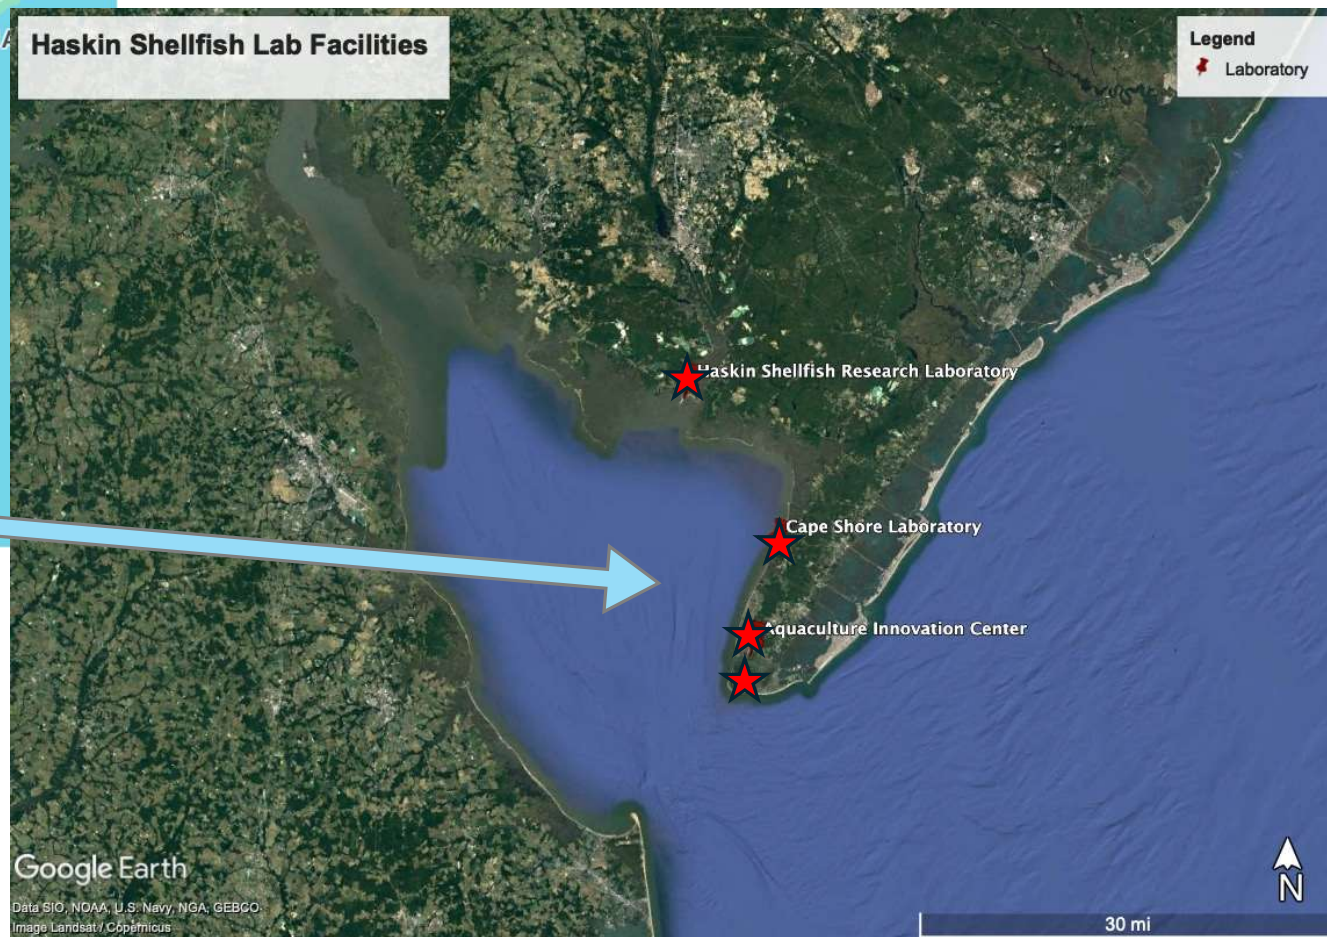 Haskin Shellfish Lab Facilities
Legend
Laboratory
Haskin Shellfish Research Laboratory
Cape Shore Laboratory
Aquaculture Innovation Center
Google Earth
Data SIO, NOAA, U.S. Navy, NGA, GEBCO
Image Landsat / Copernicus
N
30 mi